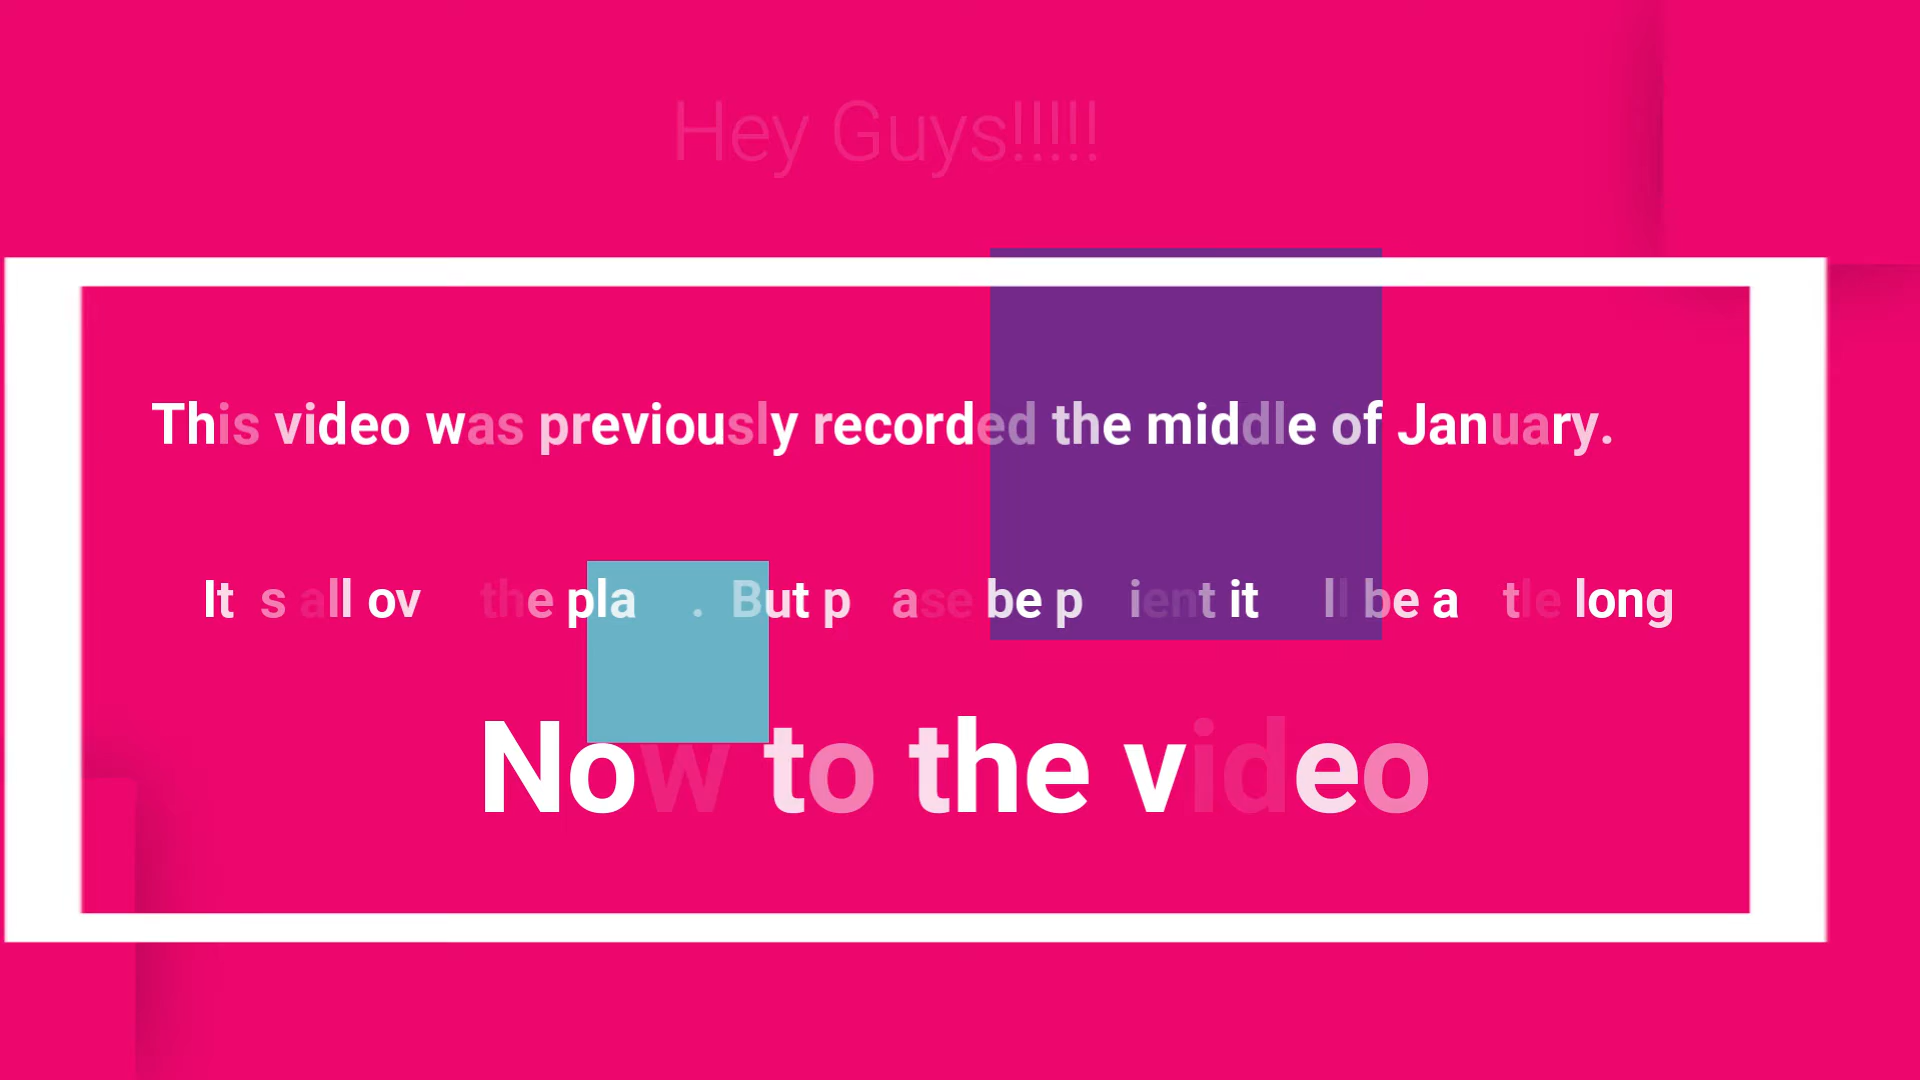 Hey Guys!!!!!
This video was previously recorded the middle of January.
It s all ov the pla . But p ase be p ient it ll be a tle long
Now to the video